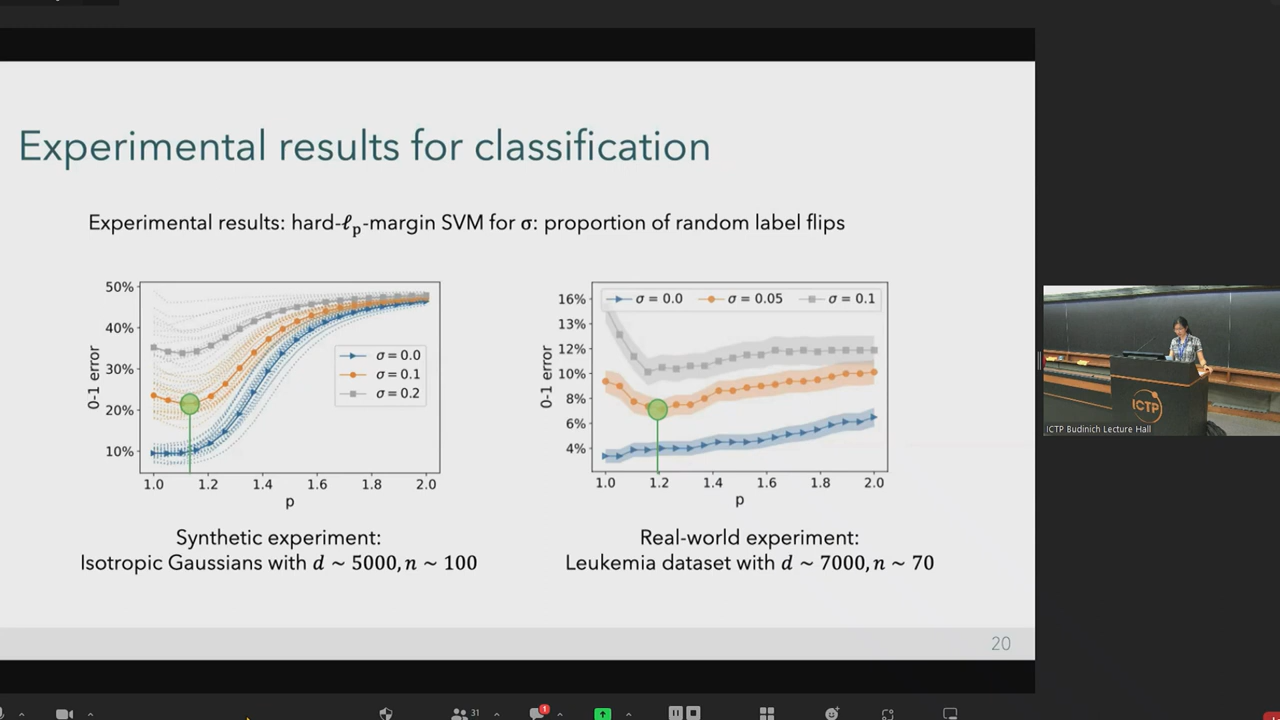 Experimental results for classification
Experimental results: hard-ℓp-margin SVM for σ: proportion of random label flips
50%
40%
30%
20%
10%
0-1 error
σ = 0.0
σ = 0.1
σ = 0.2
1.0 1.2 1.4 1.6 1.8 2.0
p
Synthetic experiment:
Isotropic Gaussians with d ~ 5000, n ~ 100
σ = 0.0 σ = 0.05 σ = 0.1
16%
13%
12%
10%
8%
6%
4%
0-1 error
1.0 1.2 1.4 1.6 1.8 2.0
p
Real-world experiment:
Leukemia dataset with d ~ 7000, n ~ 70
20
ICTP
ICTP Budinich Lecture Hall
31
1